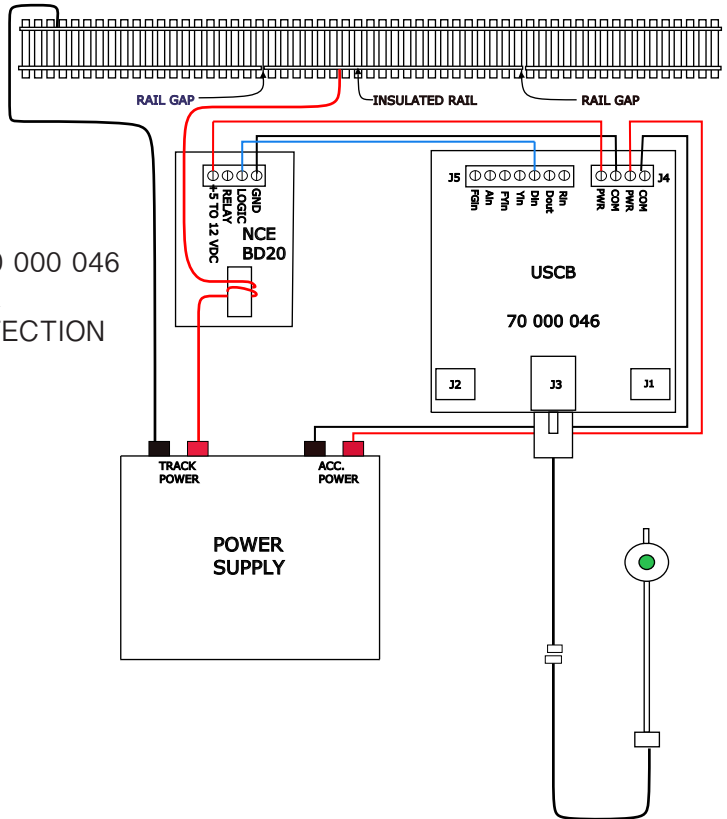 RAIL GAP
INSULATED RAIL
RAIL GAP
+5 TO 12 VDC
RELAY
LOGIC
GND
NCE
BD20
J5
FGin
Ain
FYin
Yin
Din
Dout
Rin
PWR
COM
PWR
COM
J4
USCB
70 000 046
J2
J3
J1
000 046
TRACK
POWER
ACC.
POWER
POWER
SUPPLY